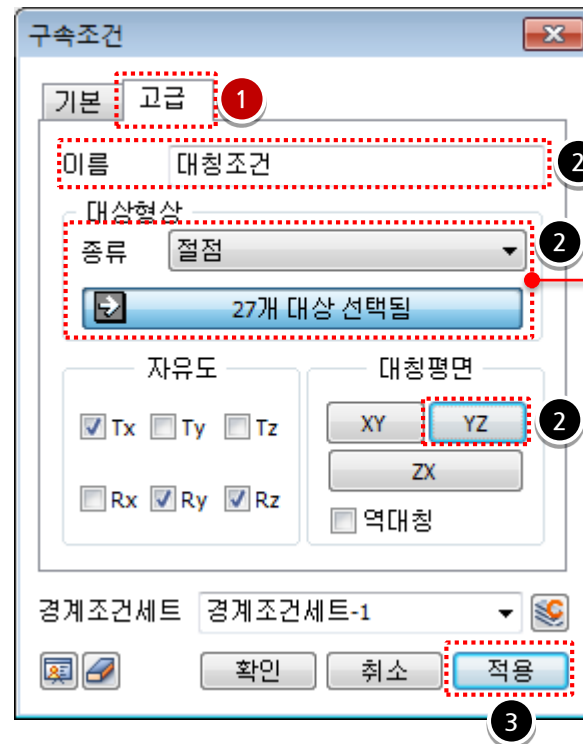 구속조건
기본 고급 1
이름 대칭조건 2
대상형상
종류 절점 2
27개 대상 선택됨
자유도 대칭평면
Tx Ty Tz XY YZ 2
ZX
Rx Ry Rz 역대칭
경계조건세트 경계조건세트-1
확인 취소 적용
3